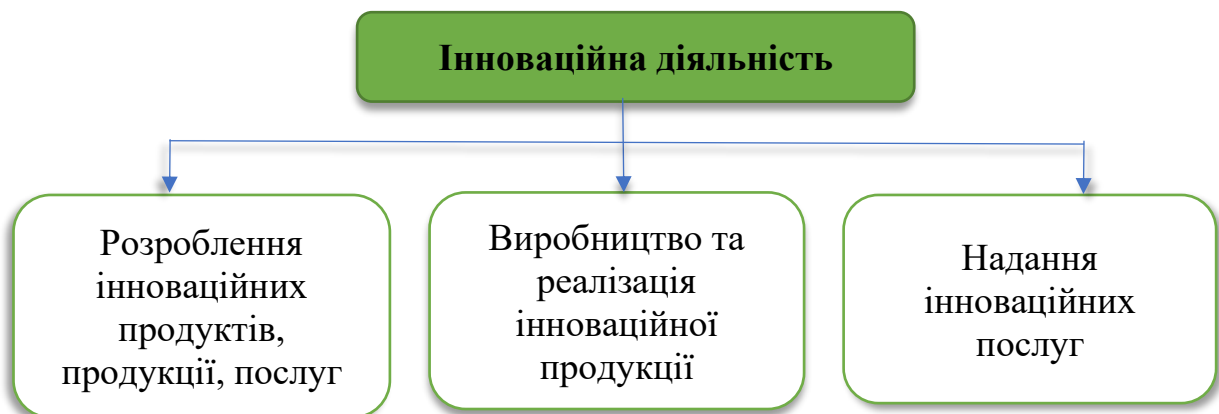 Інноваційна діяльність
Розроблення
інноваційних
продуктів,
продукції, послуг
Виробництво та
реалізація
інноваційної
продукції
Надання
інноваційних
послуг